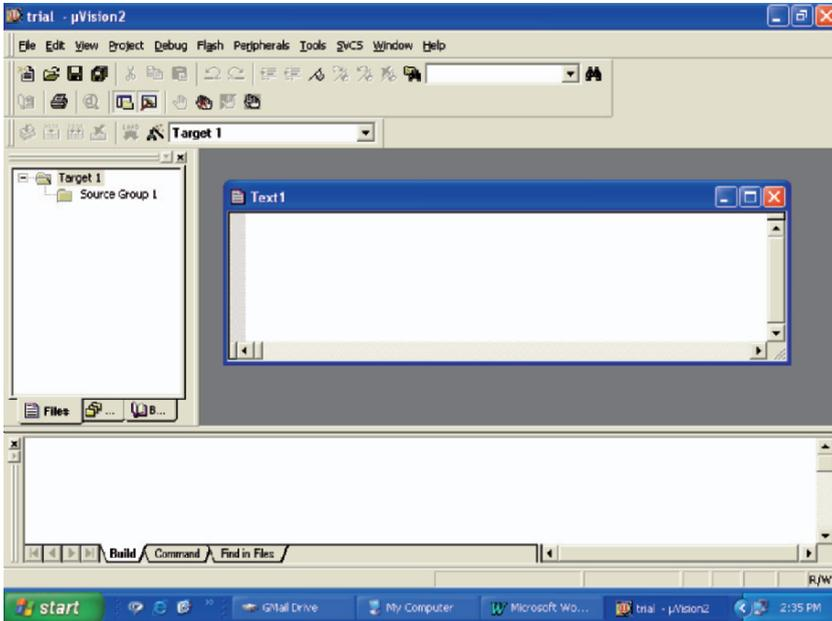 trial - µVision2
File Edit View Project Debug Flash Peripherals Tools SVCS Window Help
Target 1
Target 1
Source Group 1
Text1
Files ... B...
Build Command Find in Files
R/W
start GMail Drive My Computer Microsoft Wo... trial - µVision2 2:35 PM